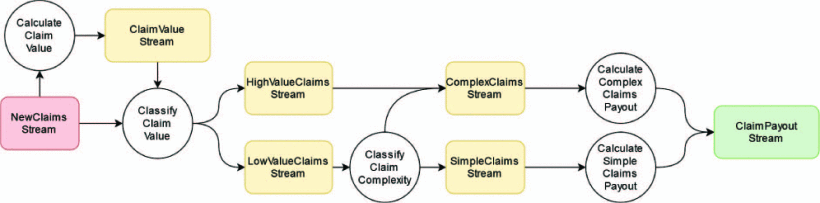 Calculate
Claim
Value
ClaimValue
Stream
NewClaims
Stream
Classify
Claim
Value
HighValueClaims
Stream
LowValueClaims
Stream
Classify
Claim
Complexity
ComplexClaims
Stream
SimpleClaims
Stream
Calculate
Complex
Claims
Payout
Calculate
Simple
Claims
Payout
ClaimPayout
Stream